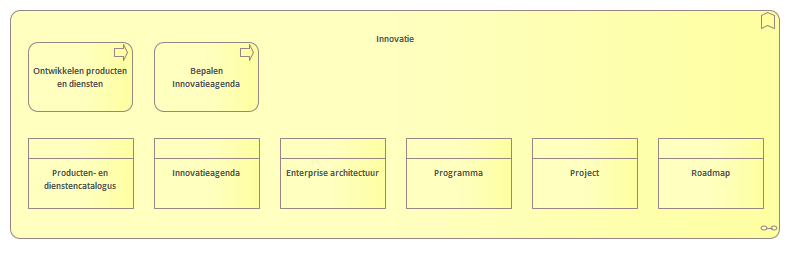 Innovatie
Ontwikkelen producten
en diensten
Bepalen
Innovatieagenda
Producten- en
dienstencatalogus
Innovatieagenda
Enterprise architectuur
Programma
Project
Roadmap